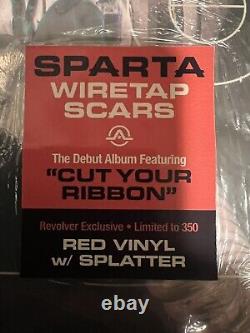 SPARTA
WIRETAP
SCARS
The Debut Album Featuring
"CUT YOUR
RIBBON"
Revolver Exclusive • Limited to 350
RED VINYL
w/ SPLATTER